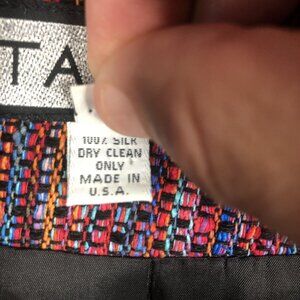 TA
100% SILK
DRY CLEAN
ONLY
MADE IN
U.S.A.